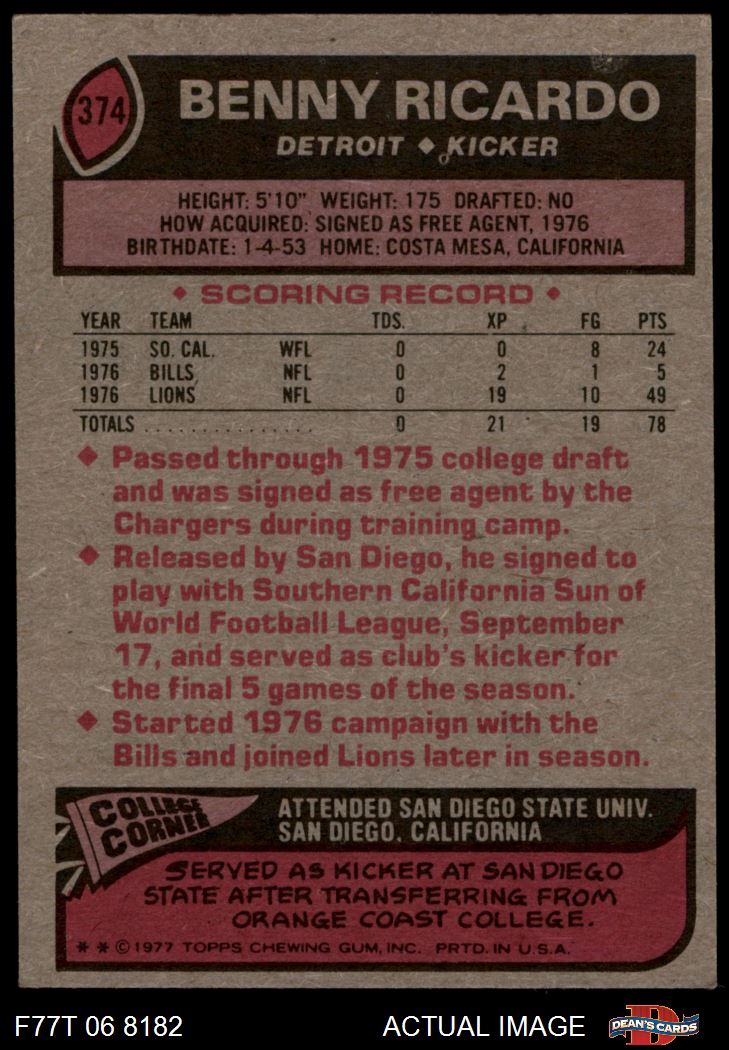 374
BENNY RICARDO
DETROIT ◆ KICKER
HEIGHT: 5'10" WEIGHT: 175 DRAFTED: NO
HOW ACQUIRED: SIGNED AS FREE AGENT, 1976
BIRTHDATE: 1-4-53 HOME: COSTA MESA, CALIFORNIA
◆ SCORING RECORD ◆
YEAR TEAM TDS. XP FG PTS
1975 SO. CAL. WFL 0 0 8 24
1976 BILLS NFL 0 2 1 5
1976 LIONS NFL 0 19 10 49
TOTALS ................ 0 21 19 78
◆ Passed through 1975 college draft
and was signed as free agent by the
Chargers during training camp.
◆ Released by San Diego, he signed to
play with Southern California Sun of
World Football League, September
17, and served as club's kicker for
the final 5 games of the season.
◆ Started 1976 campaign with the
Bills and joined Lions later in season.
COLLEGE
CORNER
ATTENDED SAN DIEGO STATE UNIV.
SAN DIEGO, CALIFORNIA
SERVED AS KICKER AT SAN DIEGO
STATE AFTER TRANSFERRING FROM
ORANGE COAST COLLEGE.
* * © 1977 TOPPS CHEWING GUM, INC. PRTD. IN U.S.A.
F77T 06 8182 ACTUAL IMAGE DEAN'S CARDS